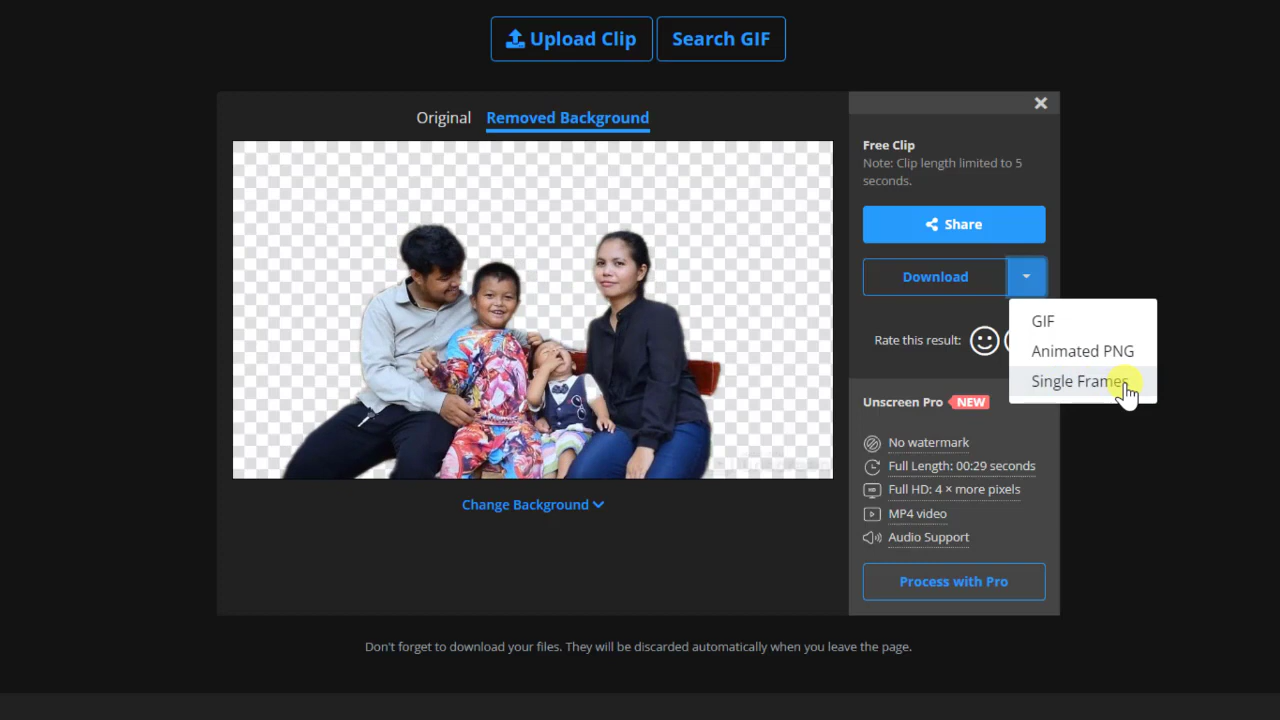 Upload Clip
Search GIF
Original
Removed Background
Free Clip
Note: Clip length limited to 5
seconds.
Share
Download
GIF
Animated PNG
Single Frames
Rate this result:
Unscreen Pro NEW
No watermark
Full Length: 00:29 seconds
Full HD: 4 × more pixels
MP4 video
Audio Support
Process with Pro
Change Background
Don't forget to download your files. They will be discarded automatically when you leave the page.